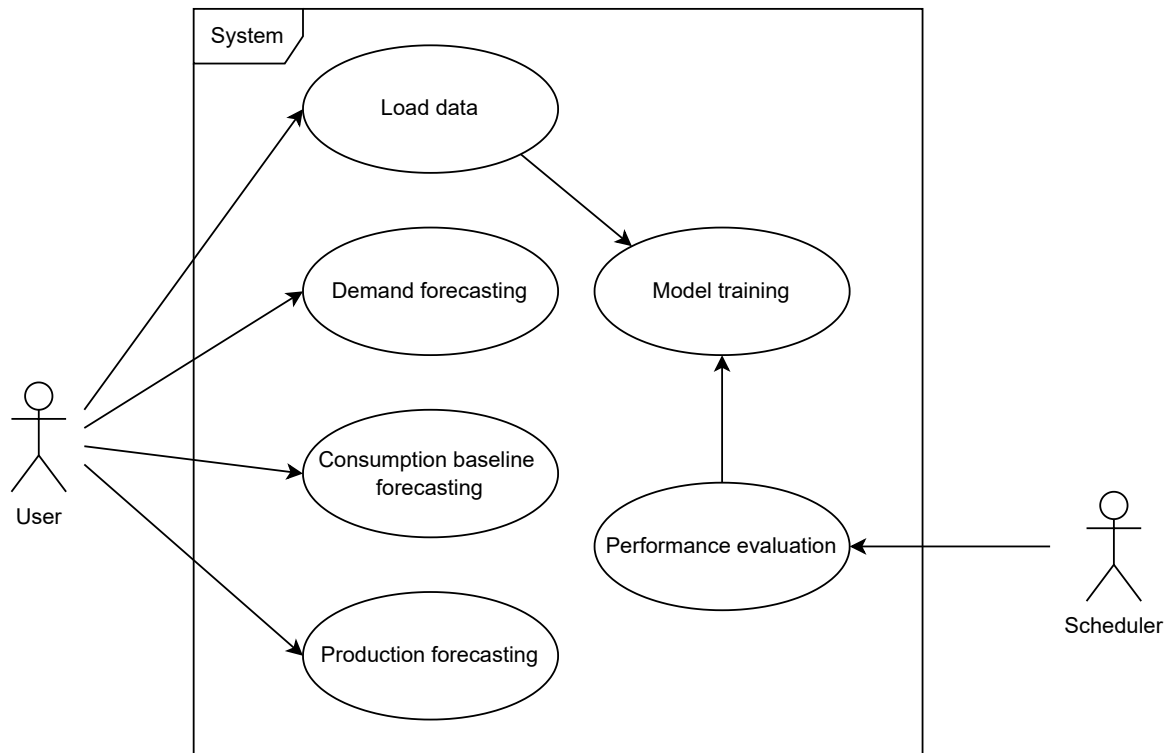 System
Load data
Demand forecasting
Model training
Consumption baseline
forecasting
User
Performance evaluation
Scheduler
Production forecasting